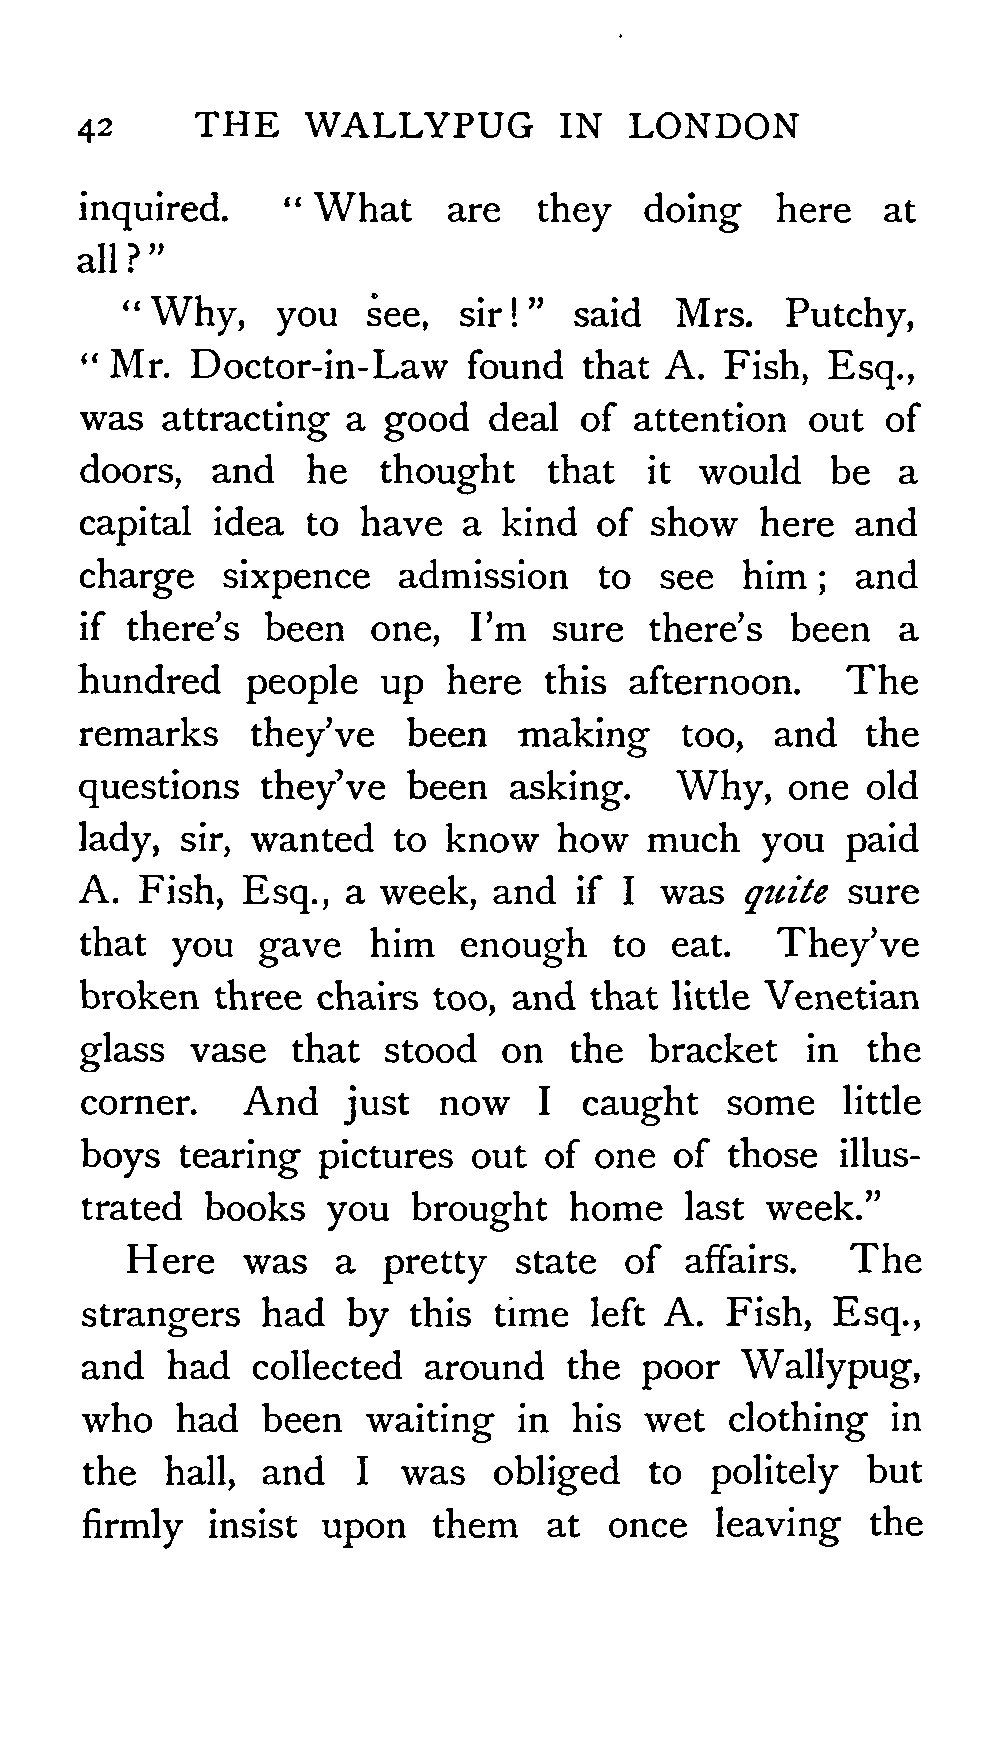 42 THE WALLYPUG IN LONDON
inquired. “What are they doing here at
all?”
“Why, you see, sir!” said Mrs. Putchy,
“Mr. Doctor-in-Law found that A. Fish, Esq.,
was attracting a good deal of attention out of
doors, and he thought that it would be a
capital idea to have a kind of show here and
charge sixpence admission to see him; and
if there’s been one, I’m sure there’s been a
hundred people up here this afternoon. The
remarks they’ve been making too, and the
questions they’ve been asking. Why, one old
lady, sir, wanted to know how much you paid
A. Fish, Esq., a week, and if I was quite sure
that you gave him enough to eat. They’ve
broken three chairs too, and that little Venetian
glass vase that stood on the bracket in the
corner. And just now I caught some little
boys tearing pictures out of one of those illus-
trated books you brought home last week.”
Here was a pretty state of affairs. The
strangers had by this time left A. Fish, Esq.,
and had collected around the poor Wallypug,
who had been waiting in his wet clothing in
the hall, and I was obliged to politely but
firmly insist upon them at once leaving the